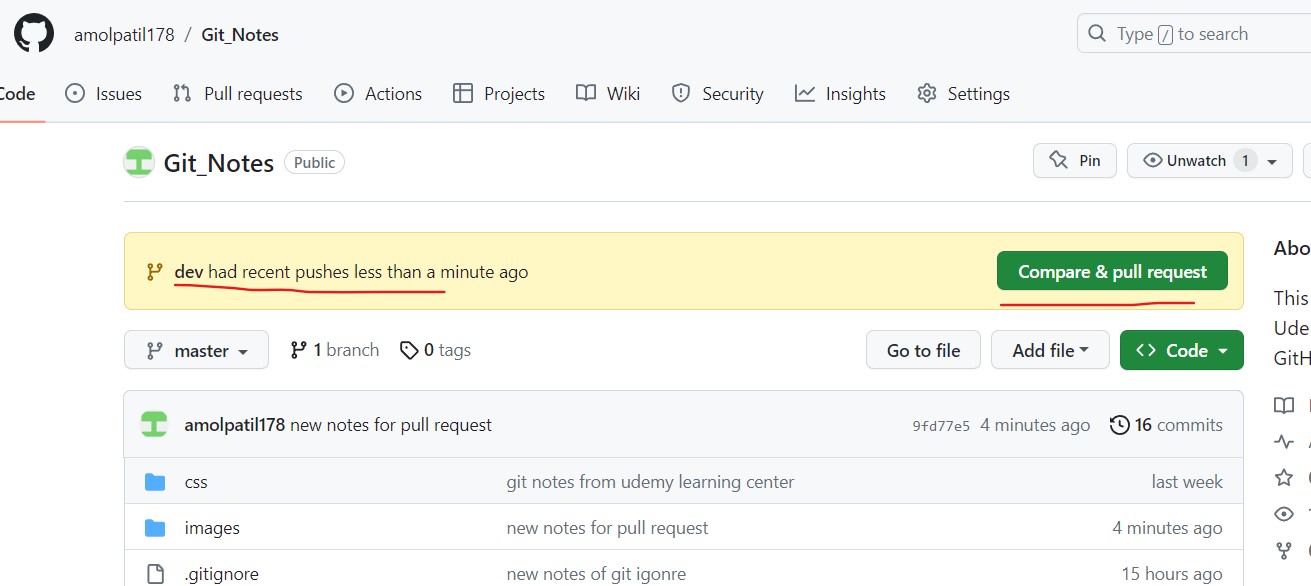 amolpatil178 / Git_Notes
Type / to search
Code Issues Pull requests Actions Projects Wiki Security Insights Settings
Git_Notes Public
Pin
Unwatch 1
dev had recent pushes less than a minute ago
Compare & pull request
master
1 branch
0 tags
Go to file
Add file
<> Code
amolpatil178 new notes for pull request 9fd77e5 4 minutes ago 16 commits
css git notes from udemy learning center last week
images new notes for pull request 4 minutes ago
.gitignore new notes of git igonre 15 hours ago
Abo
This
Ude
GitH